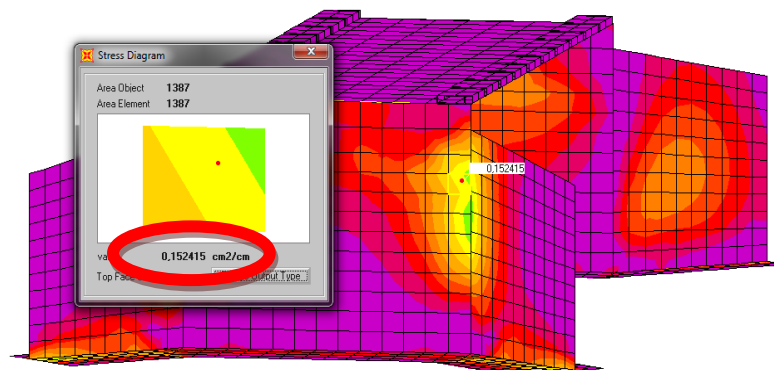 Stress Diagram
Area Object 1387
Area Element 1387
0,152415
0,152415 cm2/cm
Top Face
Output Type